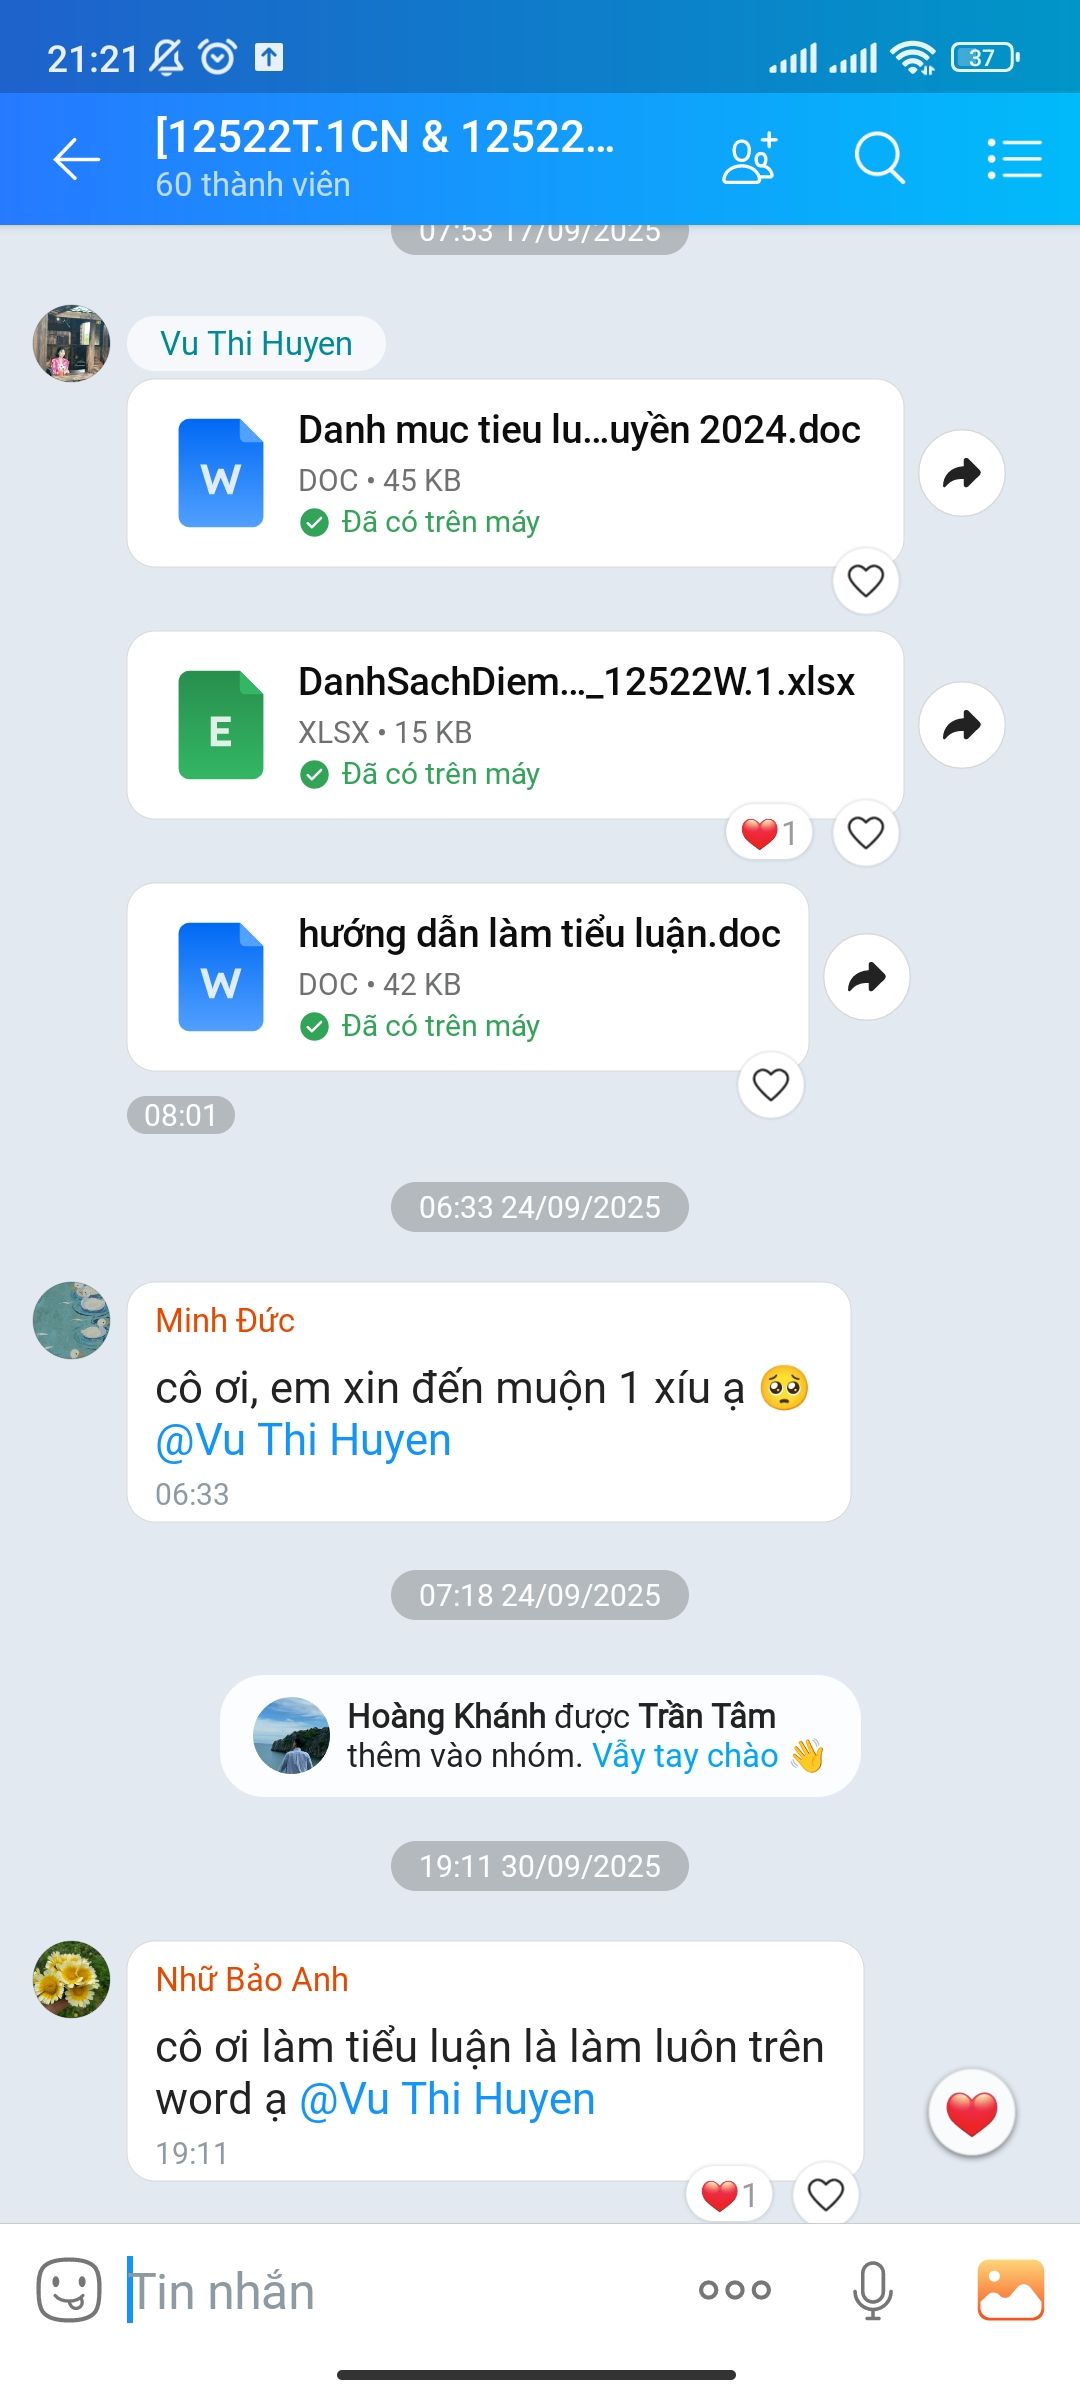 21:21
37
[12522T.1CN & 12522...
60 thành viên
07:53 17/09/2025
Vu Thi Huyen
W
Danh muc tieu lu...uyền 2024.doc
DOC • 45 KB
Đã có trên máy
E
DanhSachDiem..._12522W.1.xlsx
XLSX • 15 KB
Đã có trên máy
1
W
hướng dẫn làm tiểu luận.doc
DOC • 42 KB
Đã có trên máy
08:01
06:33 24/09/2025
Minh Đức
cô ơi, em xin đến muộn 1 xíu ạ 🥺
@Vu Thi Huyen
06:33
07:18 24/09/2025
Hoàng Khánh được Trần Tâm
thêm vào nhóm. Vẫy tay chào 👋
19:11 30/09/2025
Nhữ Bảo Anh
cô ơi làm tiểu luận là làm luôn trên
word ạ @Vu Thi Huyen
19:11
1
Tin nhắn